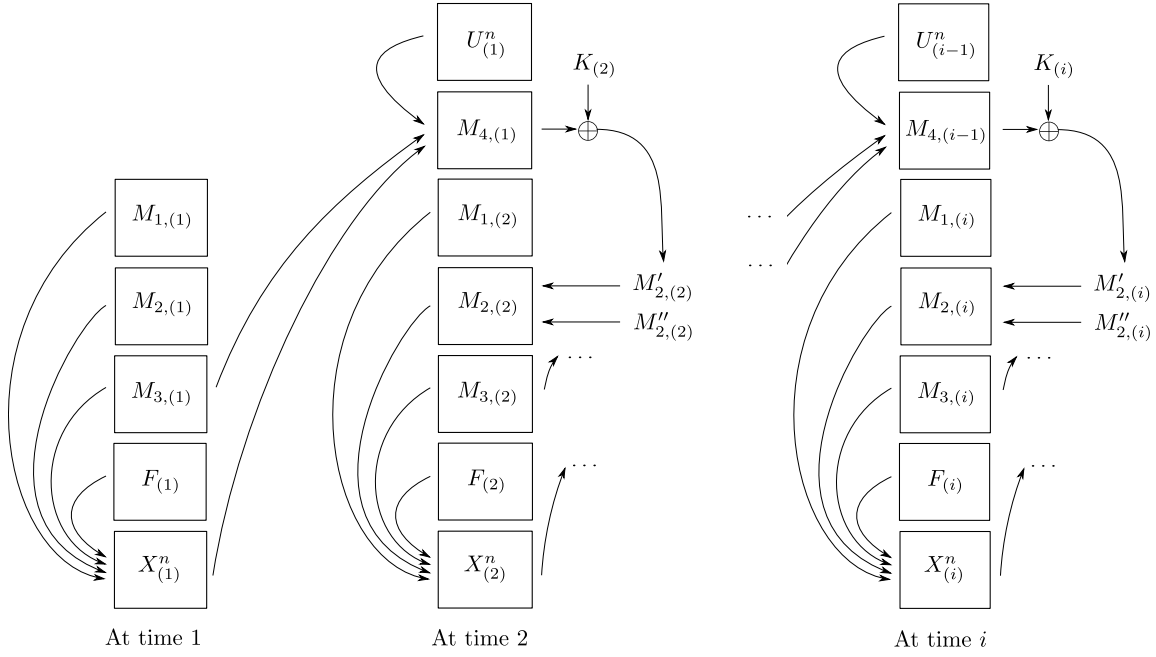 U^n_{(1)}
U^n_{(i−1)}
K_{(2)}
K_{(i)}
M_{4,(1)}
M_{4,(i−1)}
M_{1,(1)}
M_{1,(2)}
· · ·
M_{1,(i)}
· · ·
M_{2,(1)}
M_{2,(2)}
M'_{2,(2)}
M''_{2,(2)}
M_{2,(i)}
M'_{2,(i)}
M''_{2,(i)}
· · ·
· · ·
M_{3,(1)}
M_{3,(2)}
M_{3,(i)}
F_{(1)}
F_{(2)}
· · ·
F_{(i)}
· · ·
X^n_{(1)}
X^n_{(2)}
X^n_{(i)}
At time 1
At time 2
At time i